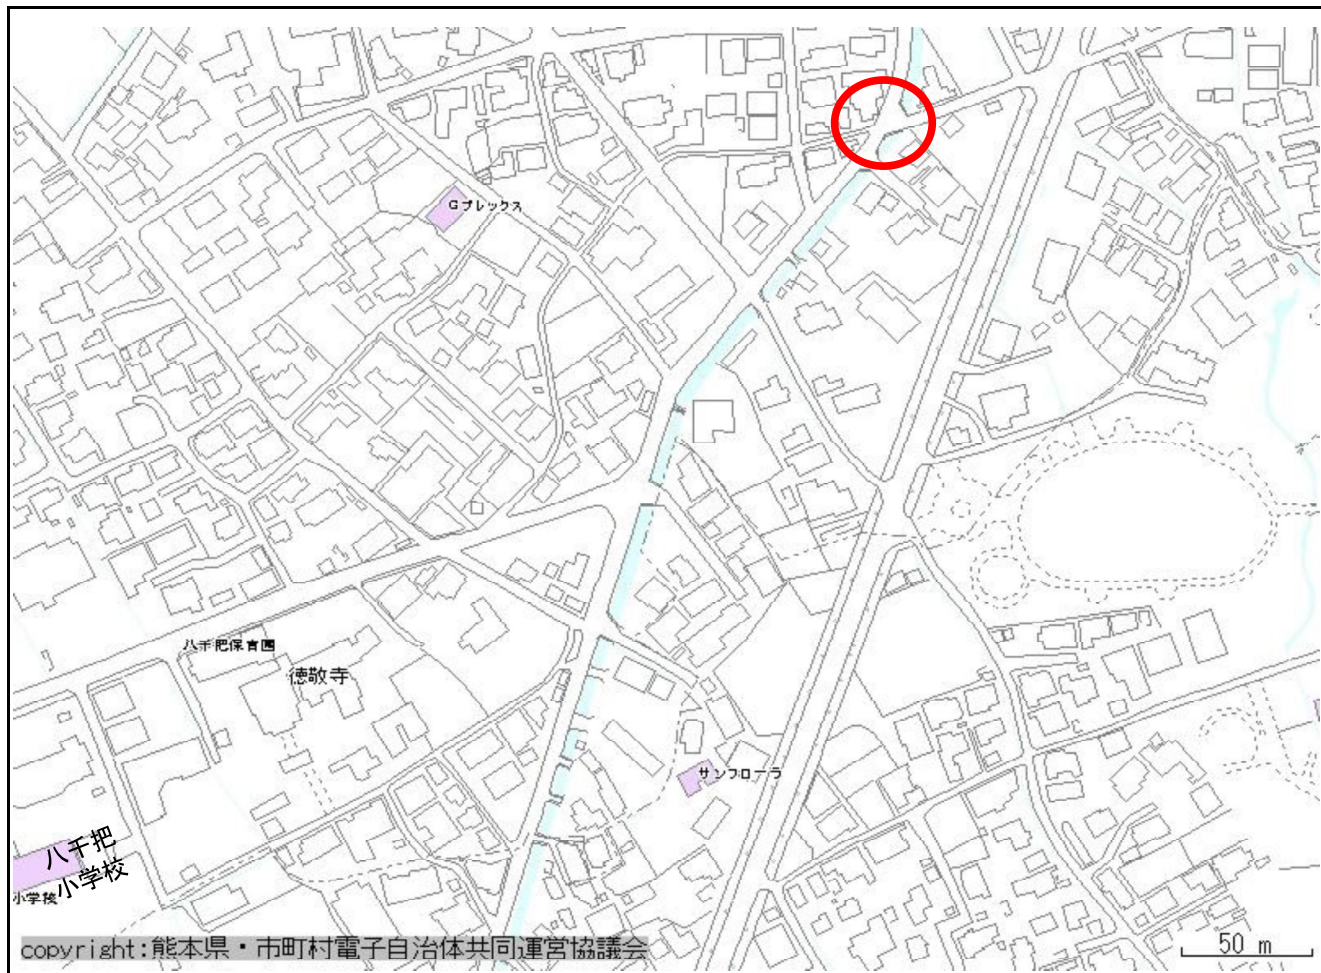 Gプレックス
八千把保育園
徳敬寺
サンフローラ
八千把
小学校
小学校
copyright:熊本県・市町村電子自治体共同運営協議会
50 m